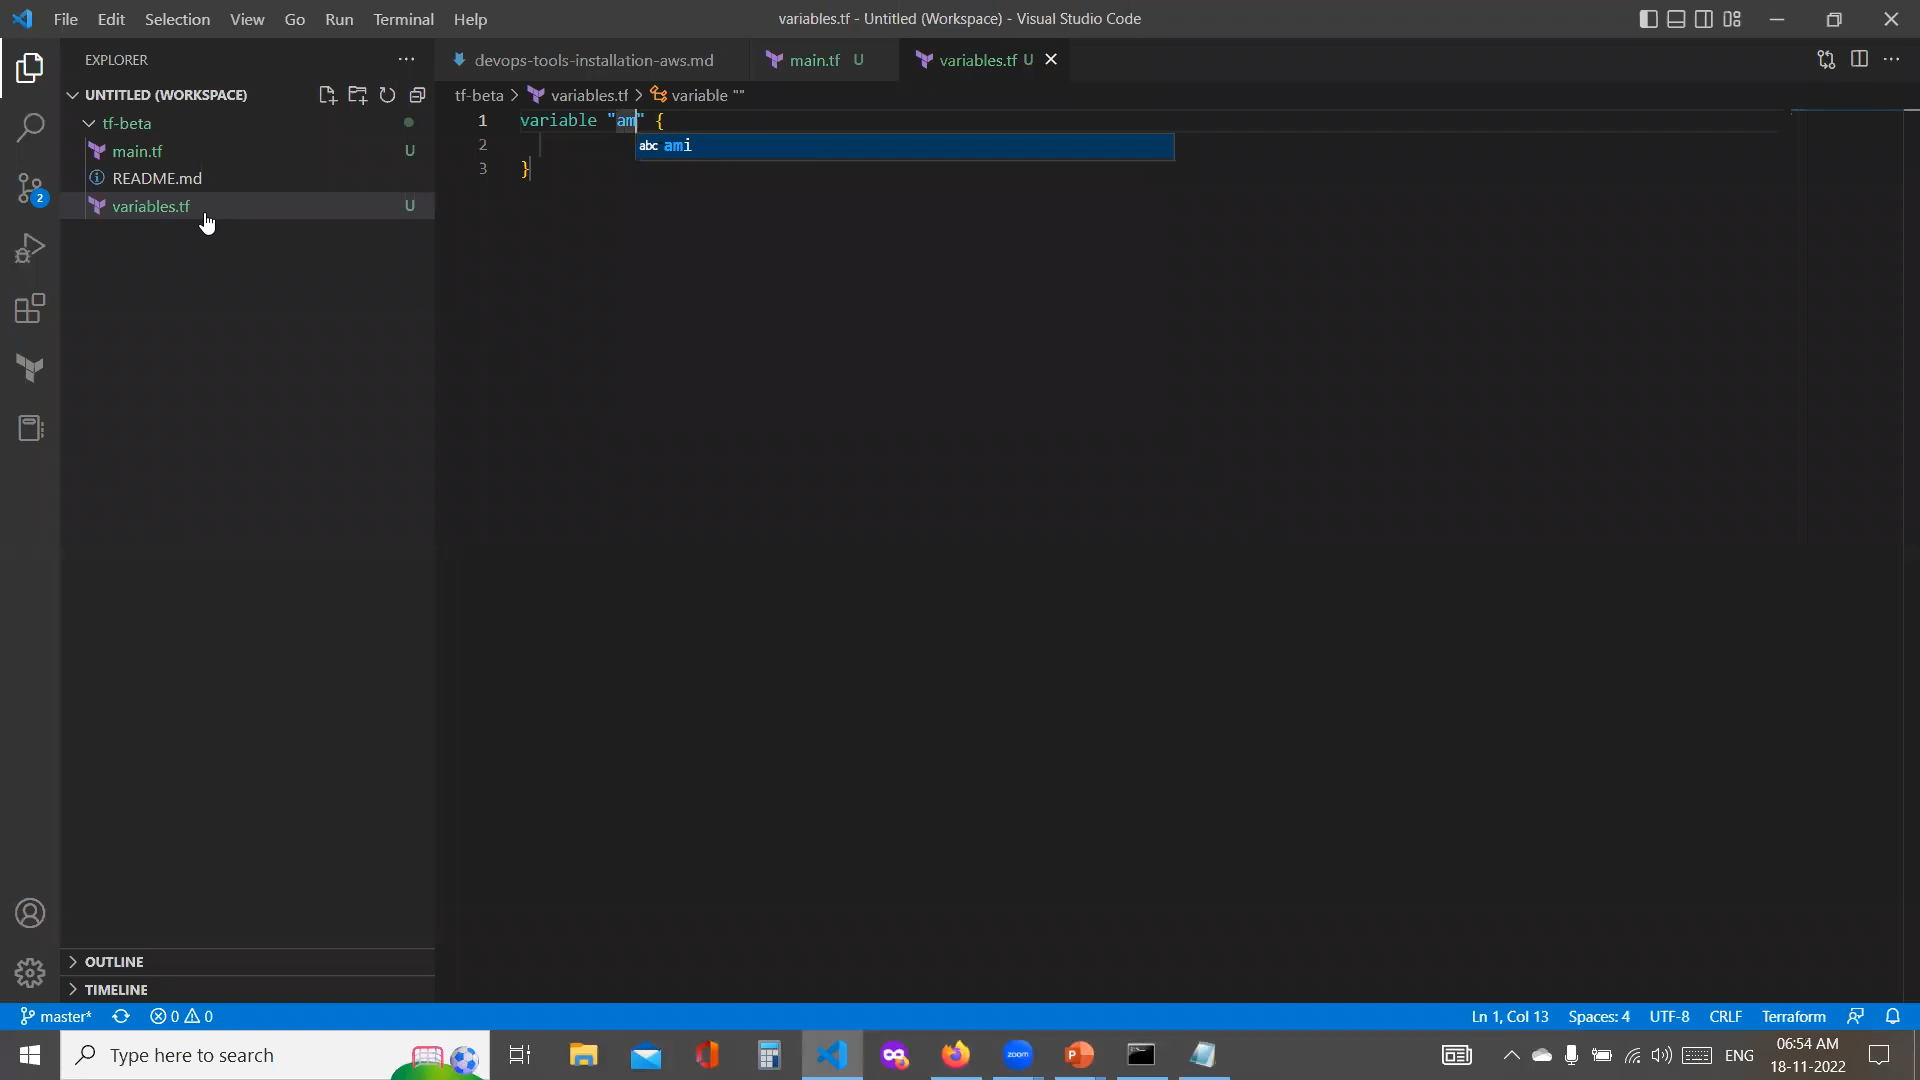 File Edit Selection View Go Run Terminal Help
variables.tf - Untitled (Workspace) - Visual Studio Code
EXPLORER
devops-tools-installation-aws.md
main.tf U
variables.tf U
UNTITLED (WORKSPACE)
tf-beta > variables.tf > variable ""
tf-beta
main.tf U
README.md
variables.tf U
1 variable "am" {
abc ami
2
3 }
2
OUTLINE
TIMELINE
master* 0 0
Ln 1, Col 13 Spaces: 4 UTF-8 CRLF Terraform
Type here to search
zoom
ENG
06:54 AM
18-11-2022